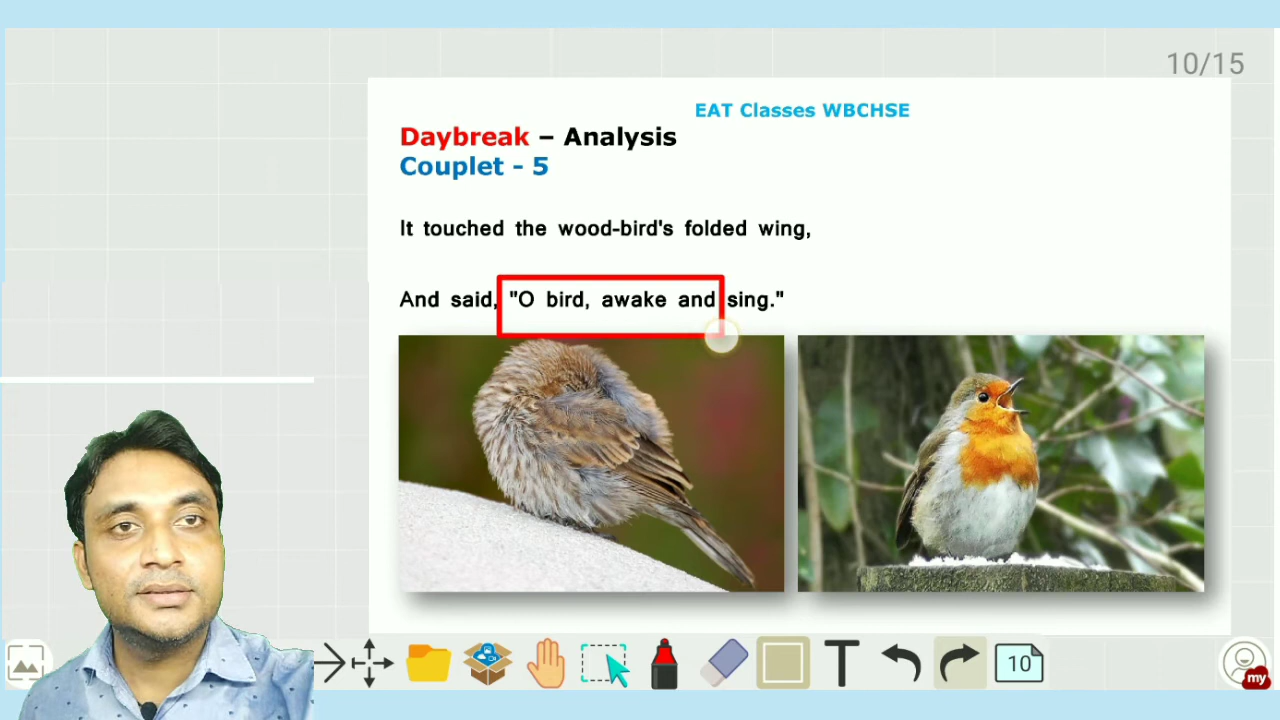 10/15
EAT Classes WBCHSE
Daybreak – Analysis
Couplet - 5
It touched the wood-bird's folded wing,
And said, "O bird, awake and sing."
T
10
my